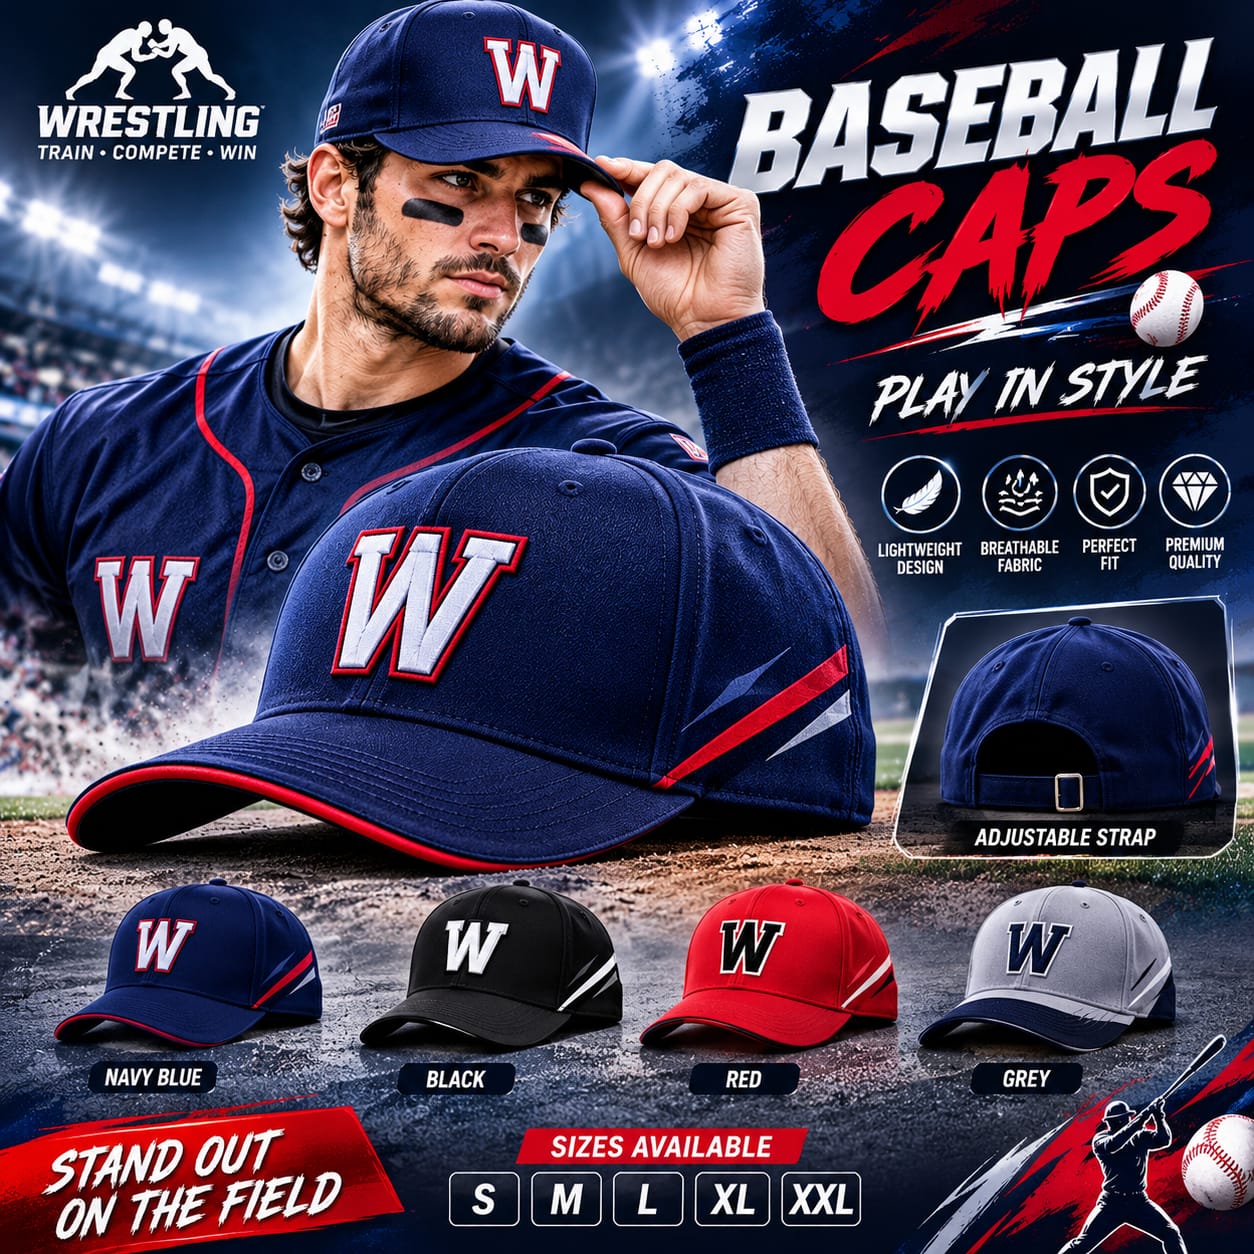 WRESTLING™
TRAIN • COMPETE • WIN
W
BASEBALL
CAPS
PLAY IN STYLE
LIGHTWEIGHT
DESIGN
BREATHABLE
FABRIC
PERFECT
FIT
PREMIUM
QUALITY
W
W
ADJUSTABLE STRAP
W
W
W
W
NAVY BLUE
BLACK
RED
GREY
STAND OUT
ON THE FIELD
SIZES AVAILABLE
S M L XL XXL